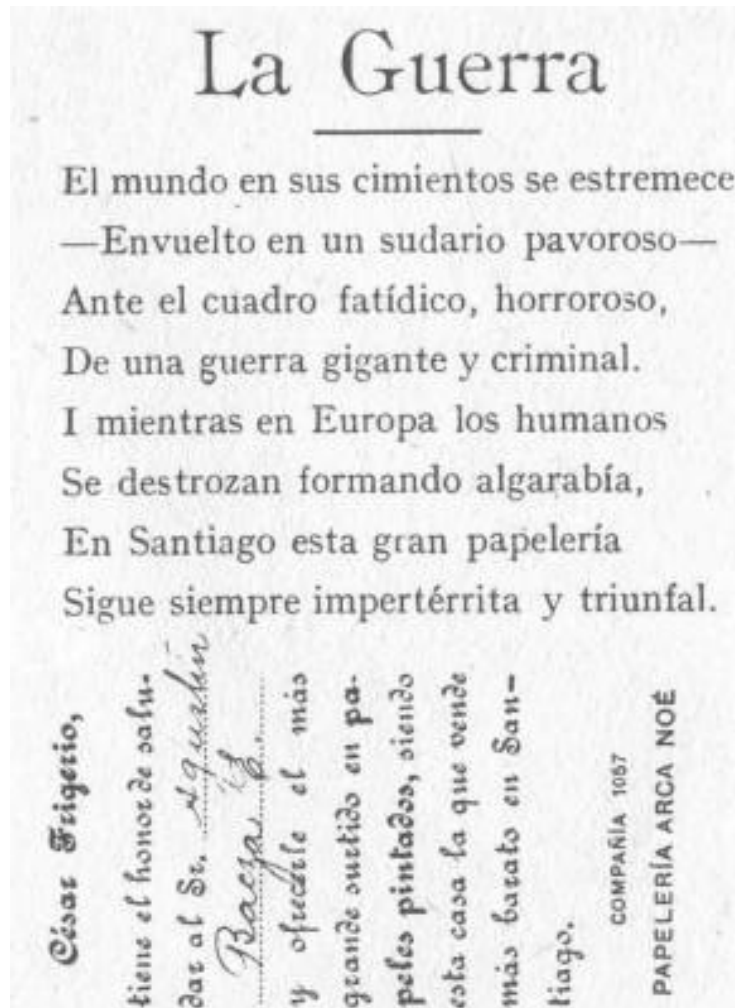 La Guerra
El mundo en sus cimientos se estremece
—Envuelto en un sudario pavoroso—
Ante el cuadro fatídico, horroroso,
De una guerra gigante y criminal.
I mientras en Europa los humanos
Se destrozan formando algarabía,
En Santiago esta gran papelería
Sigue siempre impertérrita y triunfal.
César Frigerio,
tiene el honor de salu-
dar al Sr. Agustín
Baeza
y ofrecerle el más
grande surtido en pa-
peles pintados, siendo
esta casa la que vende
más barato en San-
tiago.
COMPAÑÍA 1057
PAPELERÍA ARCA NOÉ